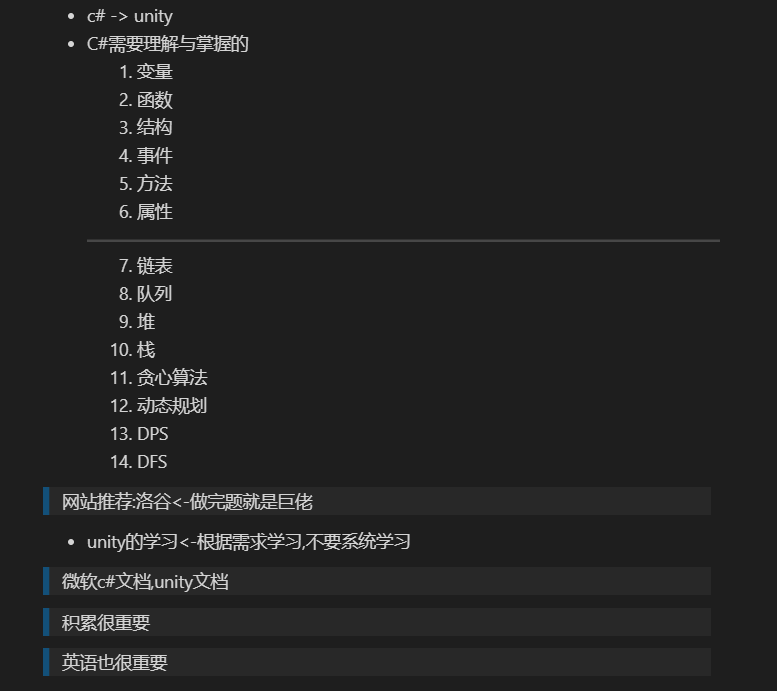 • c# -> unity
• C#需要理解与掌握的
1. 变量
2. 函数
3. 结构
4. 事件
5. 方法
6. 属性
7. 链表
8. 队列
9. 堆
10. 栈
11. 贪心算法
12. 动态规划
13. DPS
14. DFS
网站推荐:洛谷<-做完题就是巨佬
• unity的学习<-根据需求学习,不要系统学习
微软c#文档,unity文档
积累很重要
英语也很重要